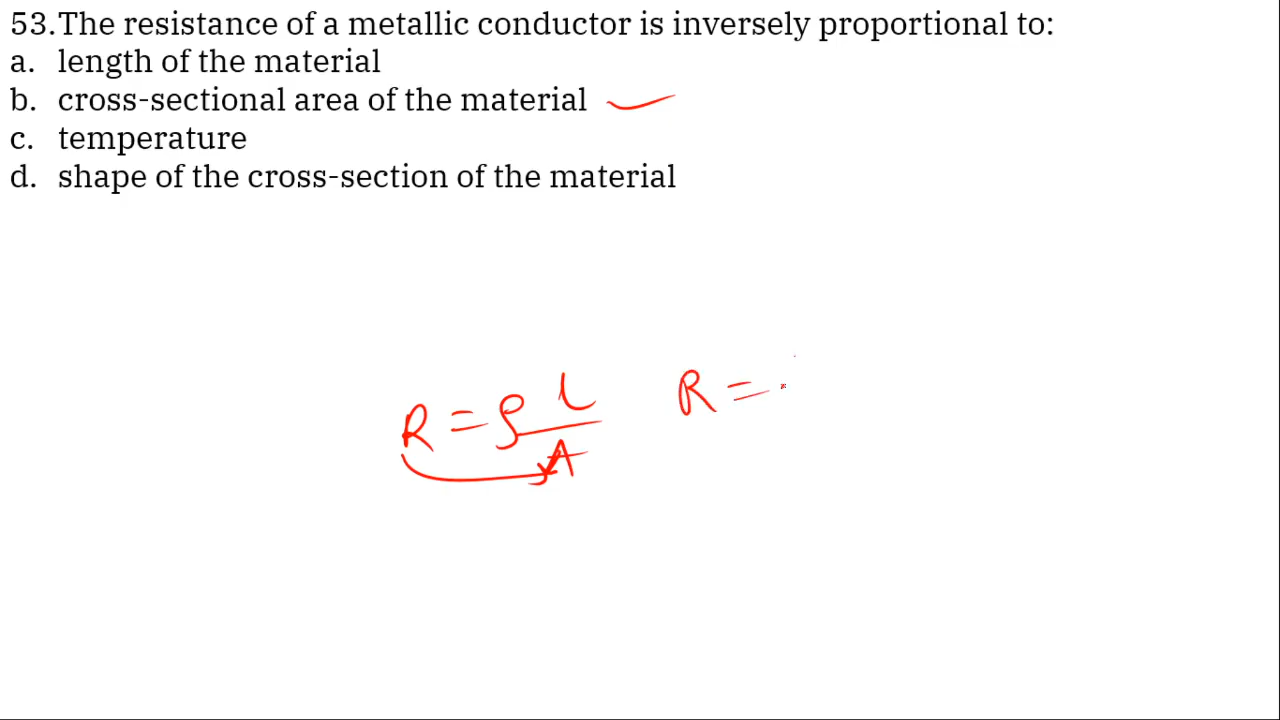 53.The resistance of a metallic conductor is inversely proportional to:
a. length of the material
b. cross-sectional area of the material
c. temperature
d. shape of the cross-section of the material
R = ρ l / A
R =